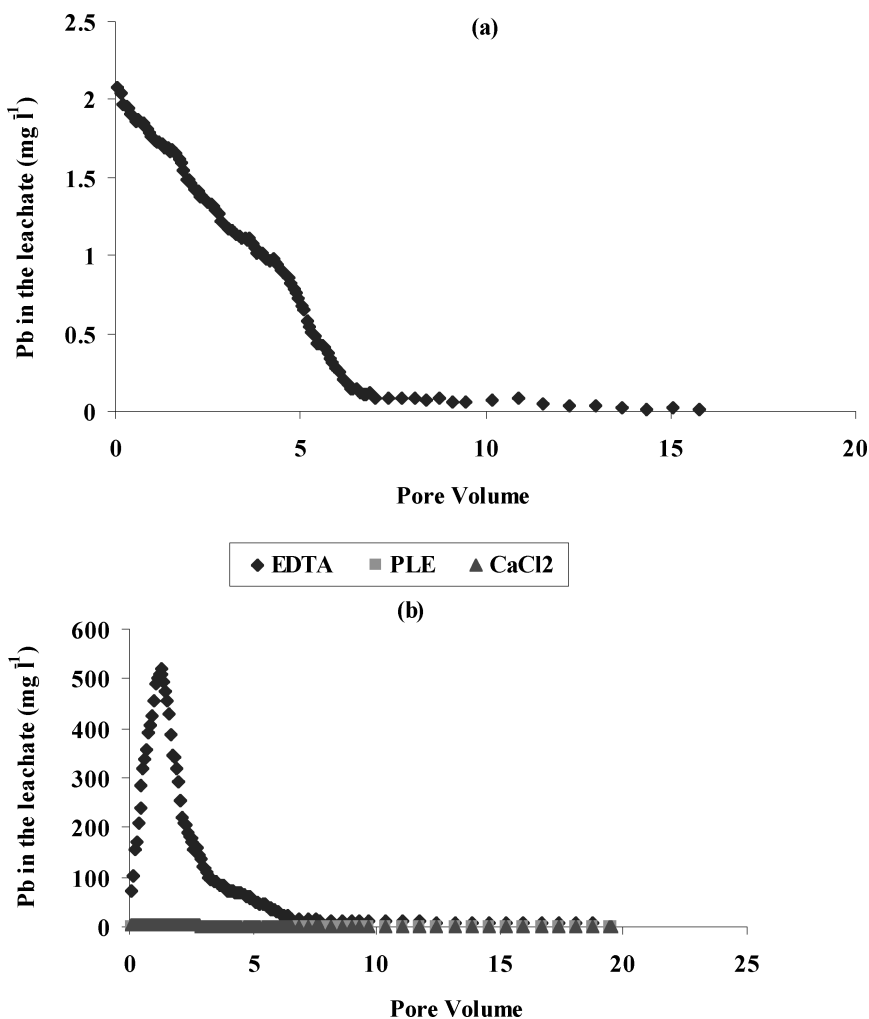 (a)
2.5
2
1.5
1
0.5
0
Pb in the leachate (mg l-1)
0 5 10 15 20
Pore Volume
EDTA PLE CaCl2
(b)
600
500
400
300
200
100
0
Pb in the leachate (mg l-1)
0 5 10 15 20 25
Pore Volume